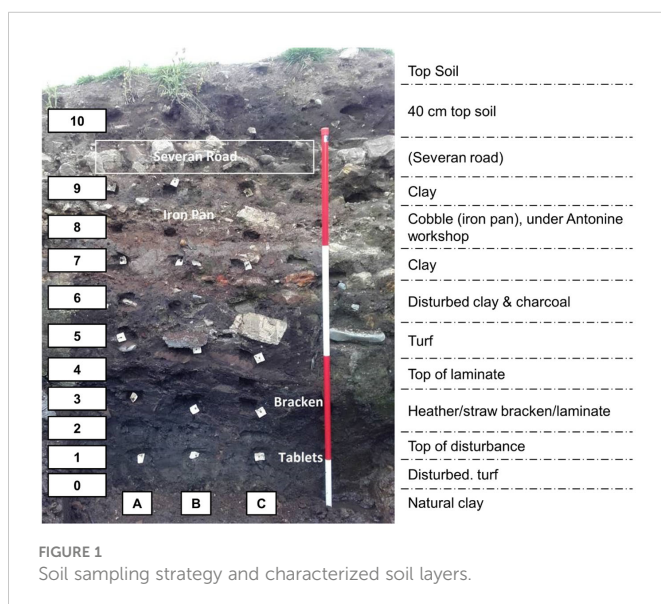 Top Soil
10
40 cm top soil
Severan Road
(Severan road)
9
Clay
Iron Pan
8
Cobble (iron pan), under Antonine
workshop
7
Clay
6
Disturbed clay & charcoal
5
Turf
4
Top of laminate
3
Bracken
Heather/straw bracken/laminate
2
Top of disturbance
1
Tablets
Disturbed. turf
0
A B C
Natural clay
FIGURE 1
Soil sampling strategy and characterized soil layers.